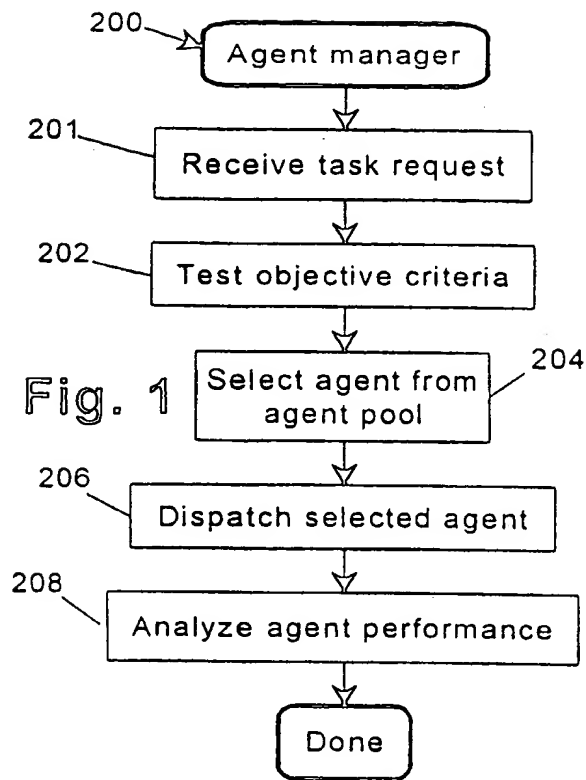 200
Agent manager
201
Receive task request
202
Test objective criteria
Fig. 1
Select agent from
agent pool
204
206
Dispatch selected agent
208
Analyze agent performance
Done